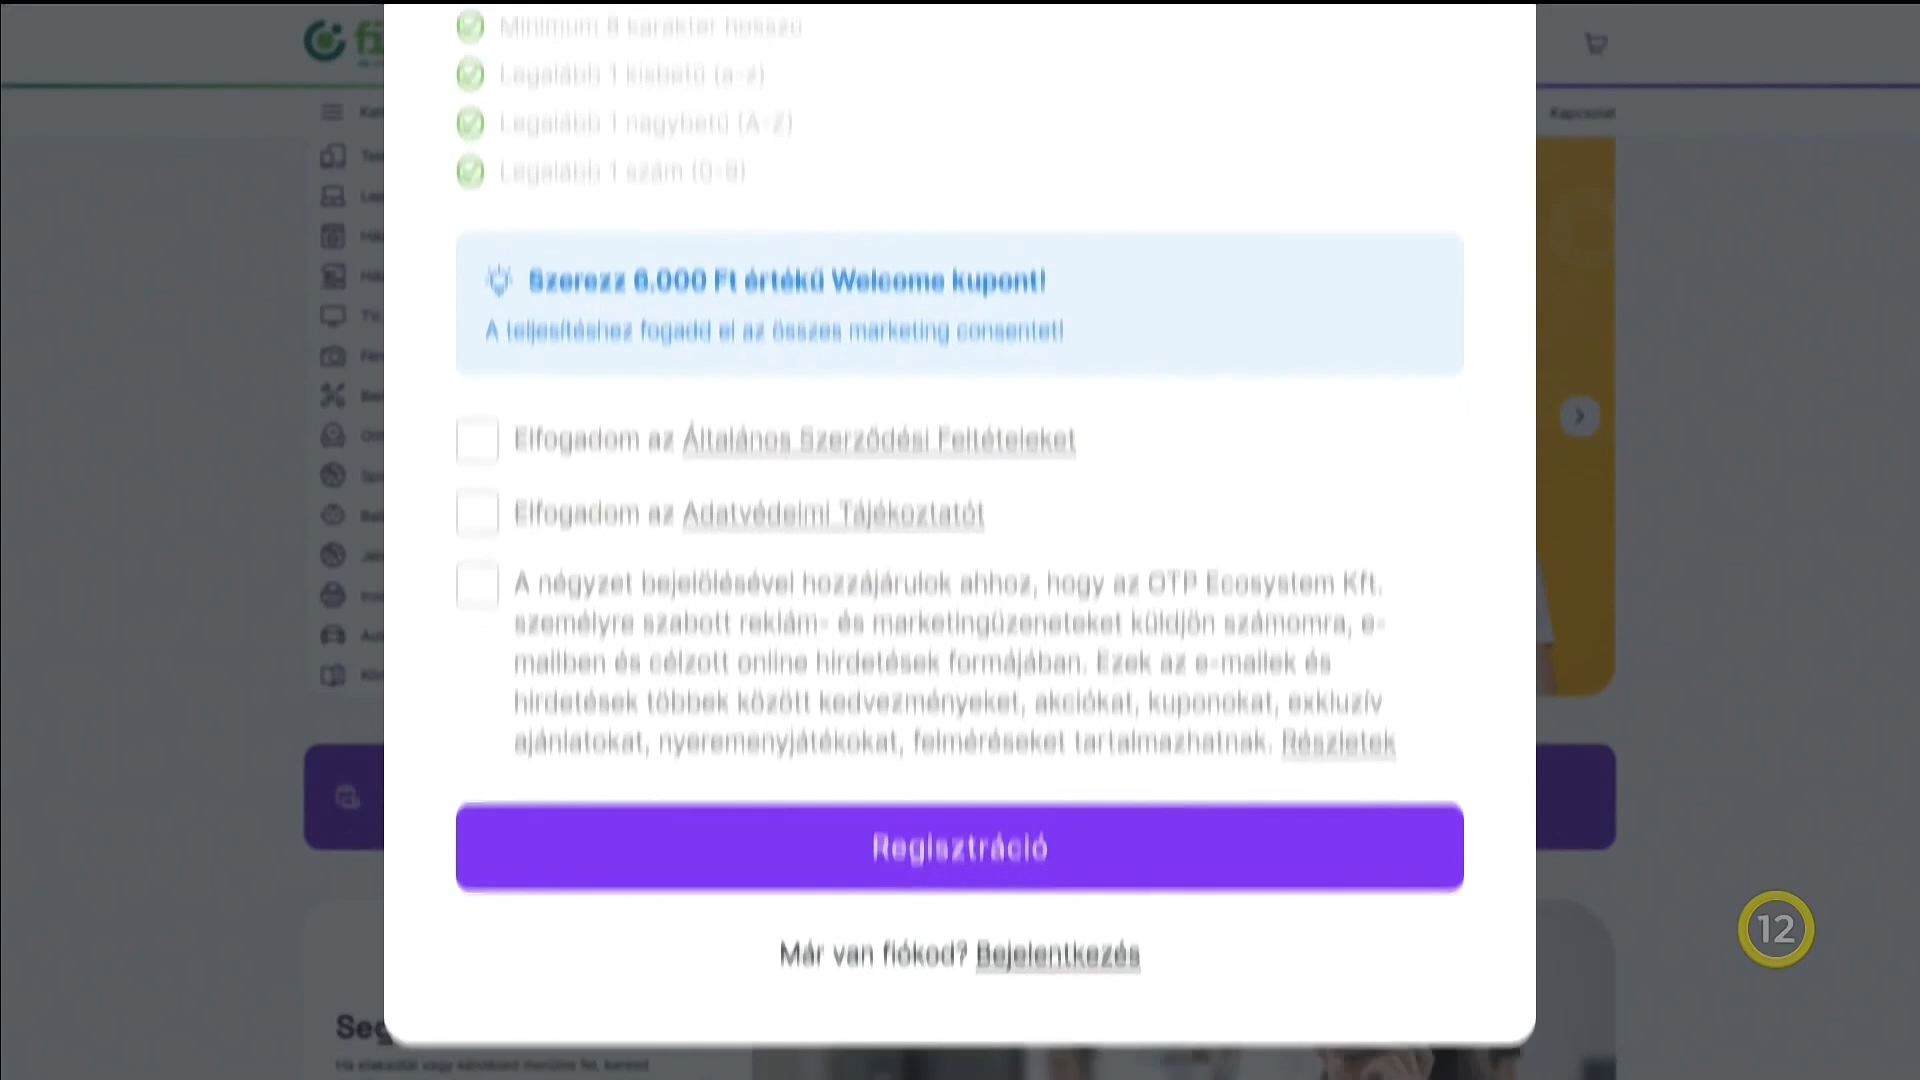 fi
Minimum 8 karakter hosszú
Legalább 1 kisbetű (a-z)
Legalább 1 nagybetű (A-Z)
Legalább 1 szám (0-9)
Kapcsolat
Szerezz 6.000 Ft értékű Welcome kupont!
A teljesítéshez fogadd el az összes marketing consentet!
Elfogadom az Általános Szerződési Feltételeket
Elfogadom az Adatvédelmi Tájékoztatót
A négyzet bejelölésével hozzájárulok ahhoz, hogy az OTP Ecosystem Kft.
személyre szabott reklám- és marketingüzeneteket küldjön számomra, e-
mailben és célzott online hirdetések formájában. Ezek az e-mailek és
hirdetések többek között kedvezményeket, akciókat, kuponokat, exkluzív
ajánlatokat, nyereményjátékokat, felméréseket tartalmazhatnak. Részletek
Regisztráció
12
Már van fiókod? Bejelentkezés
Seg